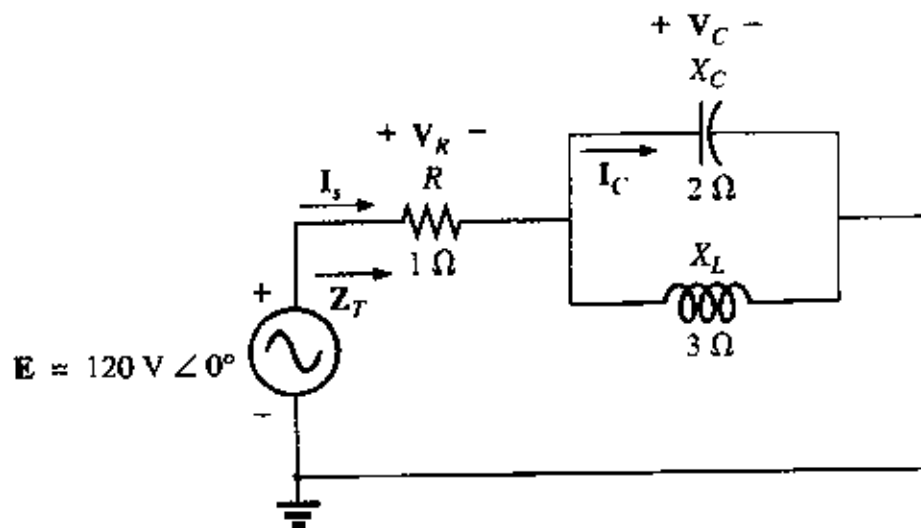 + V_C −
X_C
2 Ω
I_C
+ V_R −
R
1 Ω
I_s
Z_T
X_L
3 Ω
+
E = 120 V ∠ 0°
−